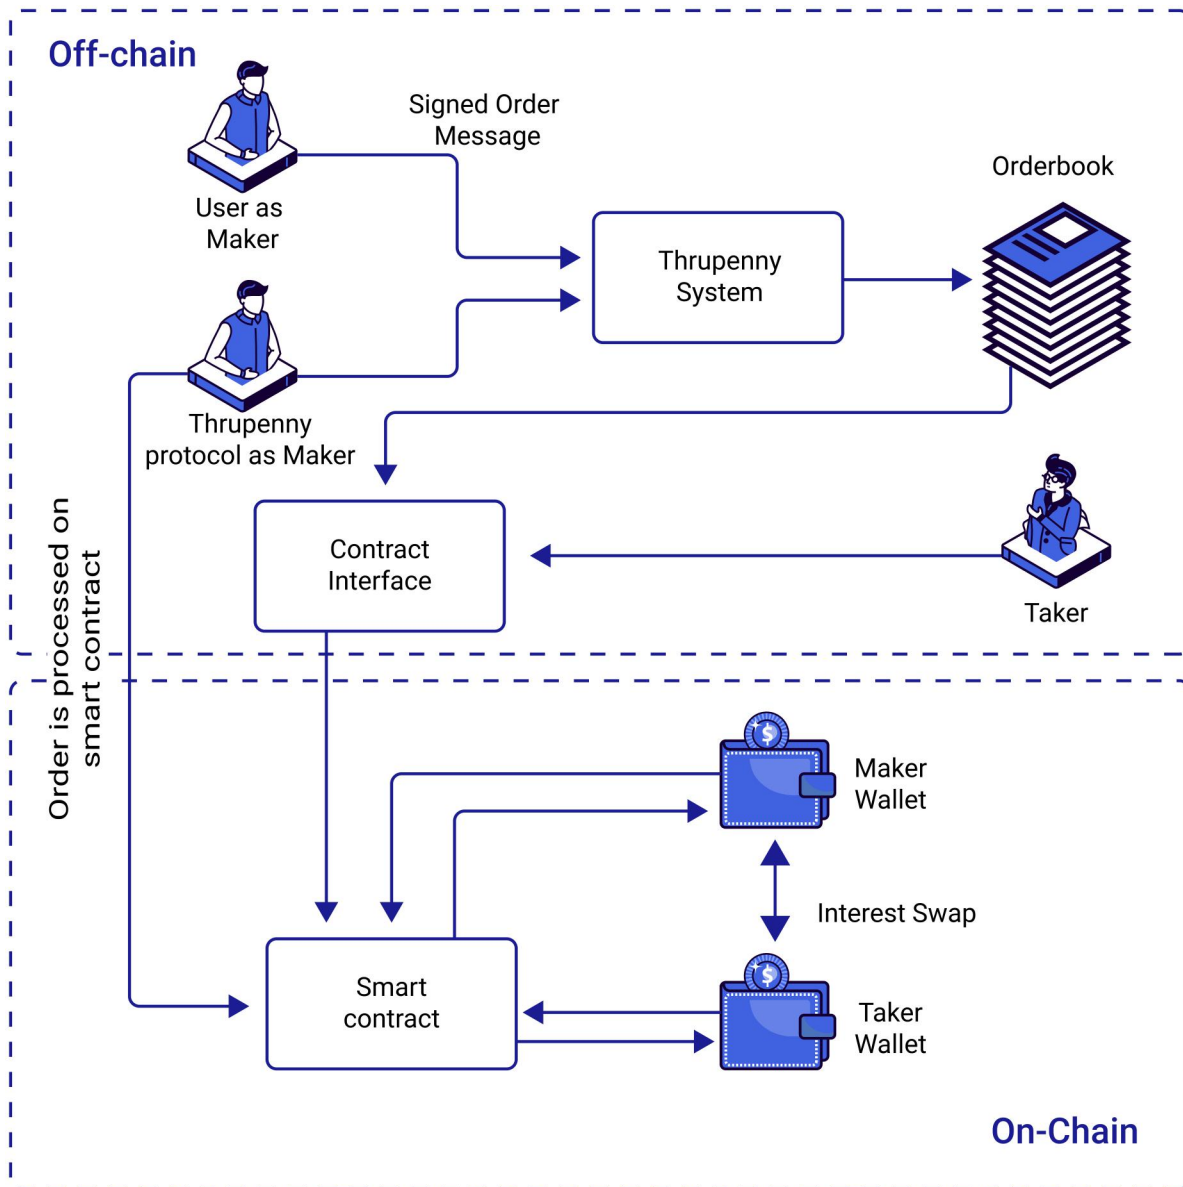 Off-chain
Signed Order
Message
Orderbook
User as
Maker
Thrupenny
System
Thrupenny
protocol as Maker
Contract
Interface
Taker
Order is processed on
smart contract
Maker
Wallet
Interest Swap
Smart
contract
Taker
Wallet
On-Chain